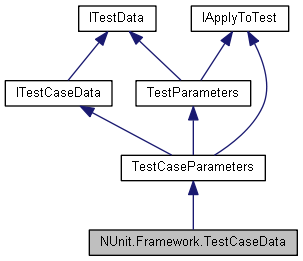 ITestData
IApplyToTest
ITestCaseData
TestParameters
TestCaseParameters
NUnit.Framework.TestCaseData